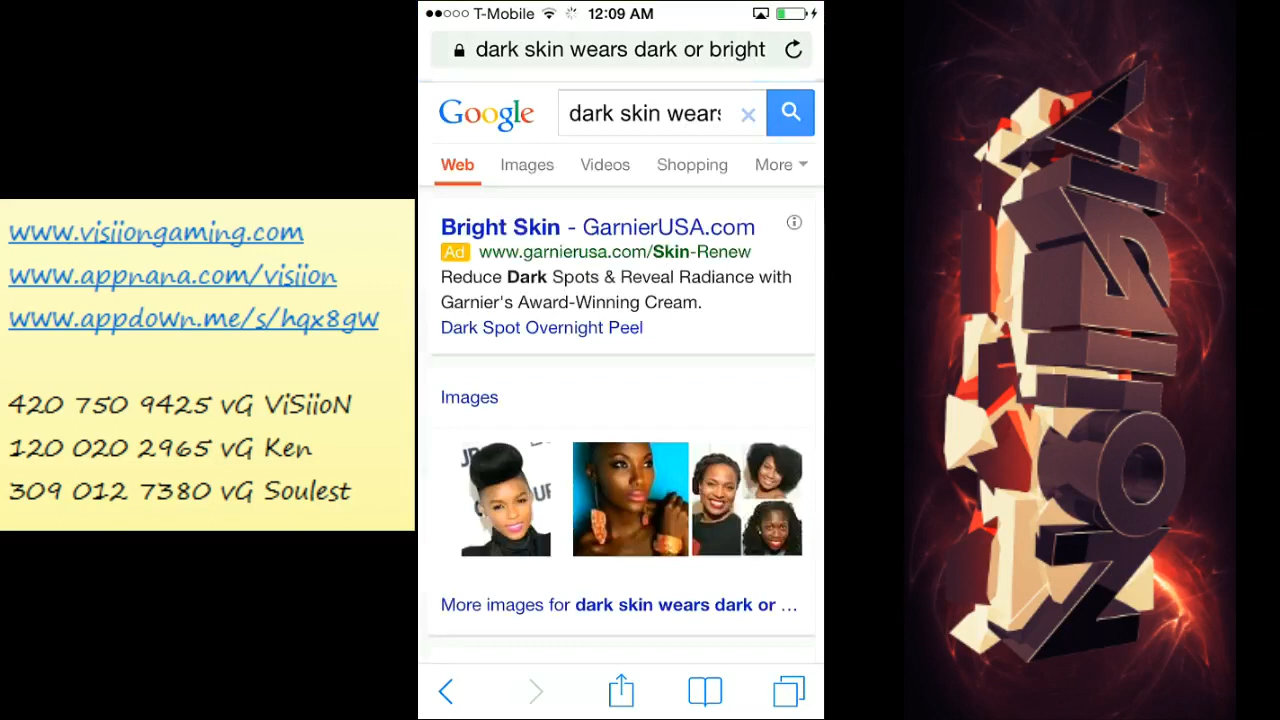 T-Mobile 12:09 AM
dark skin wears dark or bright
Google
dark skin wears
Web Images Videos Shopping More
Bright Skin - GarnierUSA.com
Ad www.garnierusa.com/Skin-Renew
Reduce Dark Spots & Reveal Radiance with
Garnier's Award-Winning Cream.
Dark Spot Overnight Peel
Images
More images for dark skin wears dark or ...
www.visiiongaming.com
www.appnana.com/visiion
www.appdown.me/s/hqx8gw
420 750 9425 vG ViSiioN
120 020 2965 vG Ken
309 012 7380 vG Soulest